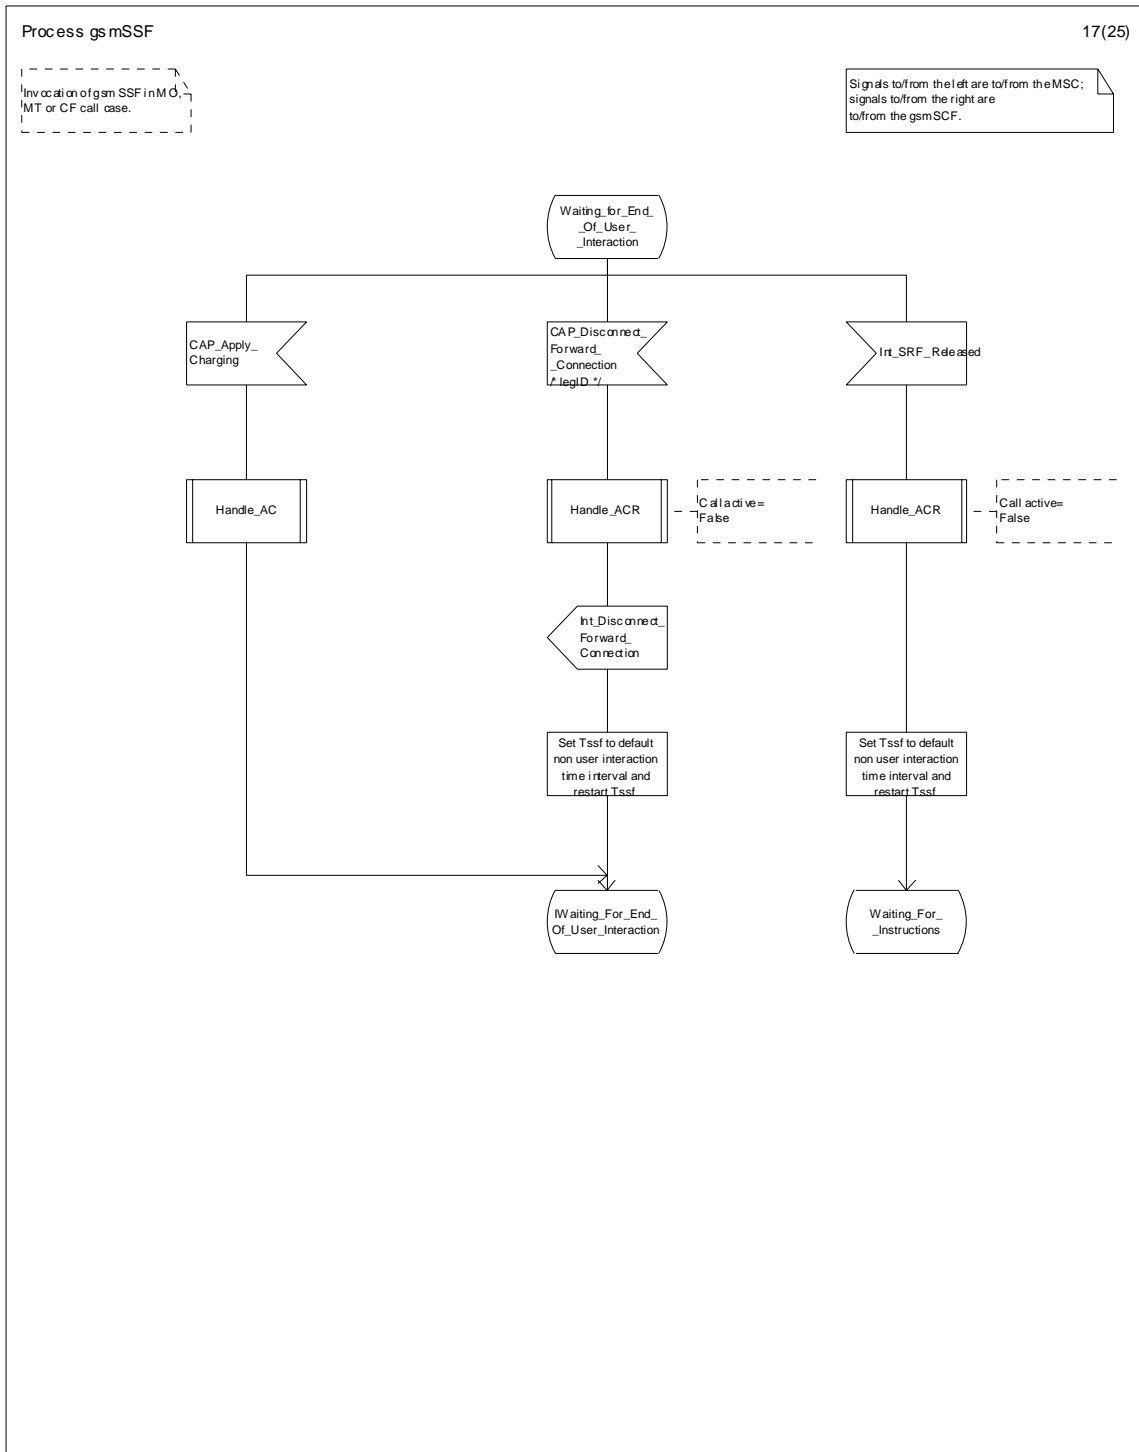 Process gsmSSF
17(25)
Invocation of gsm SSF in MO,
MT or CF call case.
Signals to/from the left are to/from the MSC;
signals to/from the right are
to/from the gsmSCF.
Waiting_for_End_
_Of_User_
_Interaction
CAP_Apply_
Charging
CAP_Disconnect_
Forward_
_Connection
/* legID */
Int_SRF_Released
Handle_AC
Handle_ACR
Call active=
False
Handle_ACR
Call active=
False
Int_Disconnect_
Forward_
Connection
Set Tssf to default
non user interaction
time interval and
restart Tssf
Set Tssf to default
non user interaction
time interval and
restart Tssf
IWaiting_For_End_
Of_User_Interaction
Waiting_For_
_Instructions